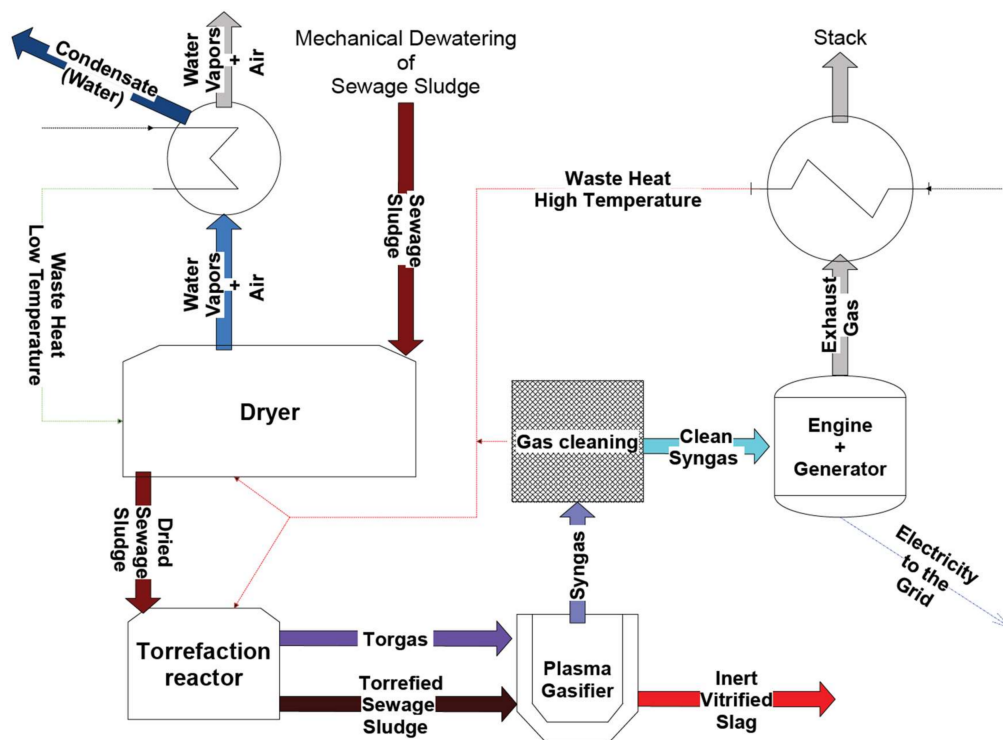 Condensate
(Water)
Water
Vapors
+
Air
Mechanical Dewatering
of
Sewage Sludge
Stack
Waste Heat
High Temperature
Sewage
Sludge
Waste Heat
Low Temperature
Water
Vapors
+
Air
Exhaust
Gas
Dryer
Gas cleaning
Clean
Syngas
Engine
+
Generator
Dried
Sewage
Sludge
Syngas
Electricity
to the
Grid
Torrefaction
reactor
Torgas
Torrefied
Sewage
Sludge
Plasma
Gasifier
Inert
Vitrified
Slag